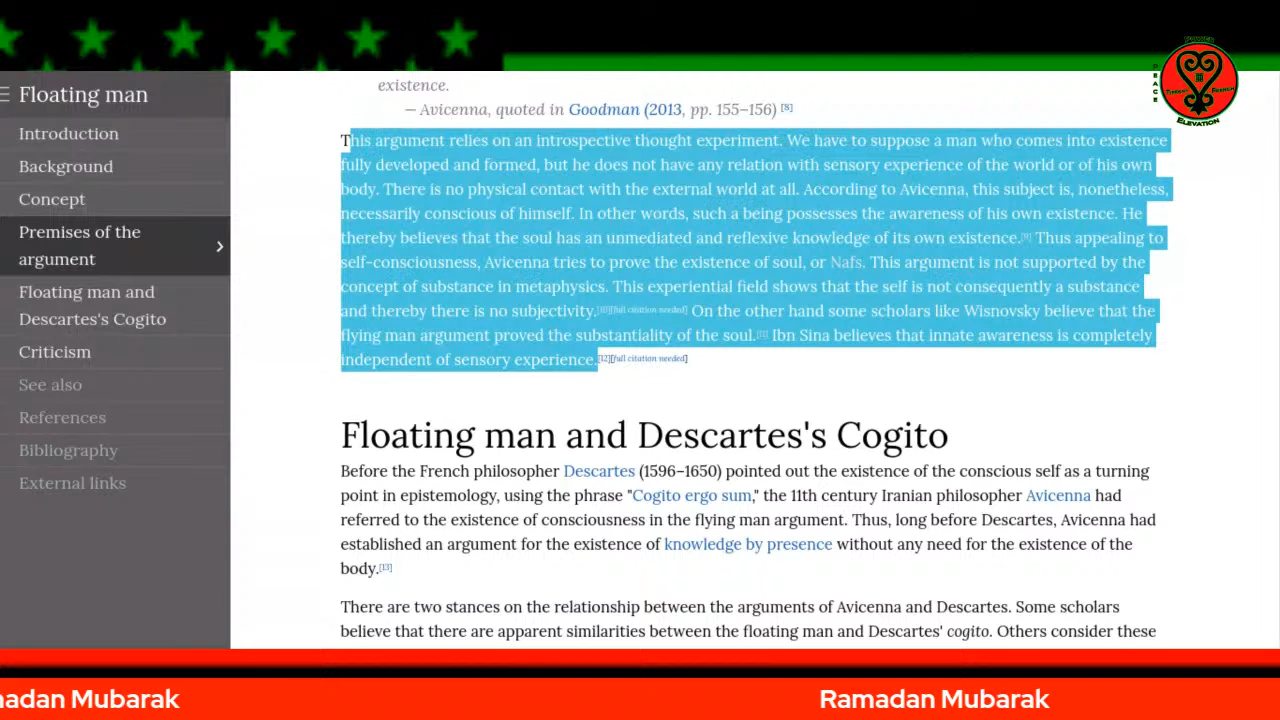 Floating man
Introduction
Background
Concept
Premises of the
argument
Floating man and
Descartes's Cogito
Criticism
See also
References
Bibliography
External links
existence.
— Avicenna, quoted in Goodman (2013, pp. 155–156) [8]
This argument relies on an introspective thought experiment. We have to suppose a man who comes into existence
fully developed and formed, but he does not have any relation with sensory experience of the world or of his own
body. There is no physical contact with the external world at all. According to Avicenna, this subject is, nonetheless,
necessarily conscious of himself. In other words, such a being possesses the awareness of his own existence. He
thereby believes that the soul has an unmediated and reflexive knowledge of its own existence.[9] Thus appealing to
self-consciousness, Avicenna tries to prove the existence of soul, or Nafs. This argument is not supported by the
concept of substance in metaphysics. This experiential field shows that the self is not consequently a substance
and thereby there is no subjectivity.[10][full citation needed] On the other hand some scholars like Wisnovsky believe that the
flying man argument proved the substantiality of the soul.[11] Ibn Sina believes that innate awareness is completely
independent of sensory experience.[12][full citation needed]
Floating man and Descartes's Cogito
Before the French philosopher Descartes (1596–1650) pointed out the existence of the conscious self as a turning
point in epistemology, using the phrase "Cogito ergo sum," the 11th century Iranian philosopher Avicenna had
referred to the existence of consciousness in the flying man argument. Thus, long before Descartes, Avicenna had
established an argument for the existence of knowledge by presence without any need for the existence of the
body.[13]
There are two stances on the relationship between the arguments of Avicenna and Descartes. Some scholars
believe that there are apparent similarities between the floating man and Descartes' cogito. Others consider these
POWER
PEACE
ELEVATION
madan Mubarak
Ramadan Mubarak